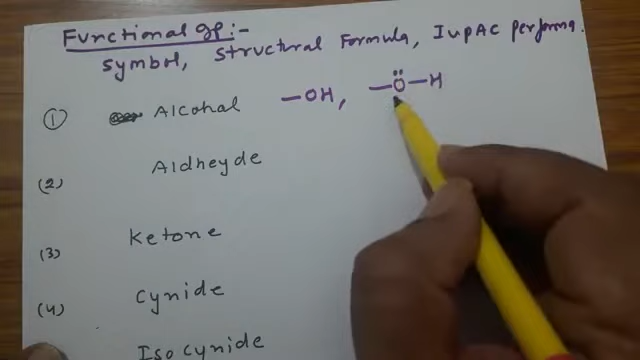 Functional gp:-
Symbol, Structural Formula, IupAC performa.
① Alcohal —OH, —Ö—H
(2) Aldheyde
(3) Ketone
(4) Cynide
Isocynide